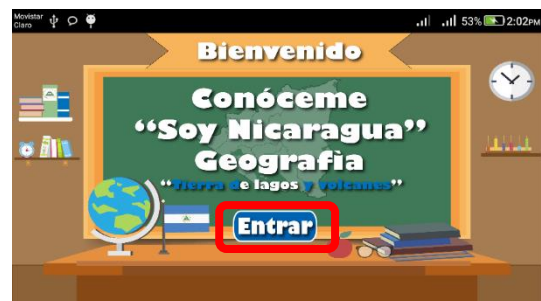 Movistar
Claro
53% 2:02PM
Bienvenido
Conóceme
“Soy Nicaragua”
Geografìa
“Tierra de lagos y volcanes”
Entrar